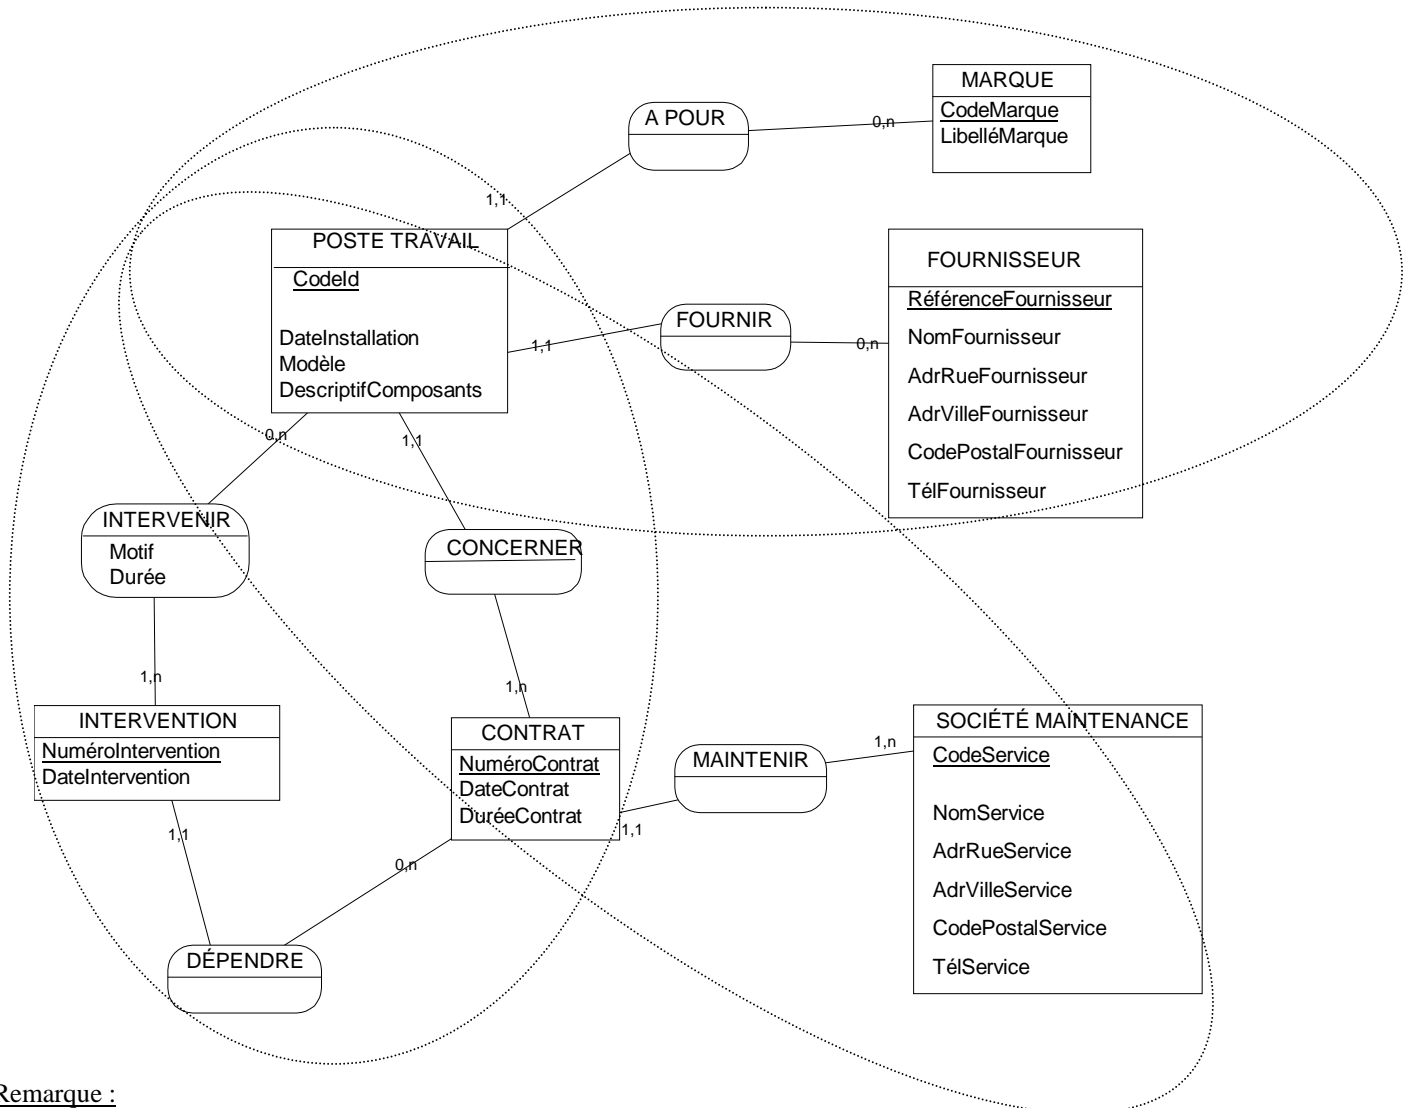 MARQUE
CodeMarque
LibelléMarque
A POUR
0,n
1,1
POSTE TRAVAIL
CodeId
DateInstallation
Modèle
DescriptifComposants
FOURNIR
1,1
0,n
FOURNISSEUR
RéférenceFournisseur
NomFournisseur
AdrRueFournisseur
AdrVilleFournisseur
CodePostalFournisseur
TélFournisseur
0,n
1,1
INTERVENIR
Motif
Durée
CONCERNER
1,n
1,n
INTERVENTION
NuméroIntervention
DateIntervention
CONTRAT
NuméroContrat
DateContrat
DuréeContrat
MAINTENIR
1,n
1,1
SOCIÉTÉ MAINTENANCE
CodeService
NomService
AdrRueService
AdrVilleService
CodePostalService
TélService
1,1
0,n
DÉPENDRE
Remarque :